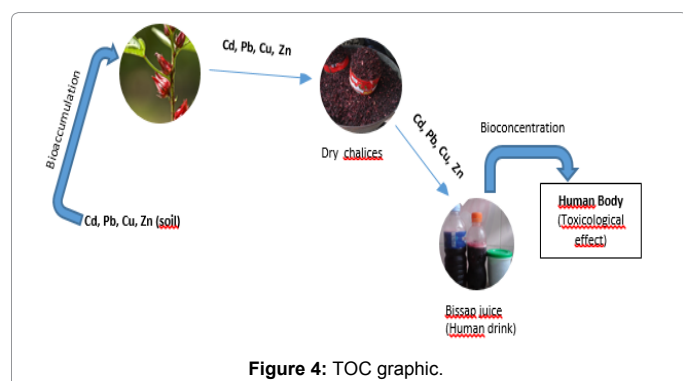 Cd, Pb, Cu, Zn
Bioaccumulation
Cd, Pb, Cu, Zn (soil)
Dry chalices
Cd, Pb, Cu, Zn
Bioconcentration
Human Body
(Toxicological
effect)
Bissap juice
(Human drink)
Figure 4: TOC graphic.